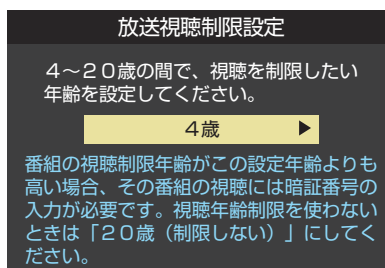 放送視聴制限設定
４～２０歳の間で、視聴を制限したい
年齢を設定してください。
４歳 ▶
番組の視聴制限年齢がこの設定年齢よりも
高い場合、その番組の視聴には暗証番号の
入力が必要です。視聴年齢制限を使わない
ときは「２０歳（制限しない）」にしてく
ださい。